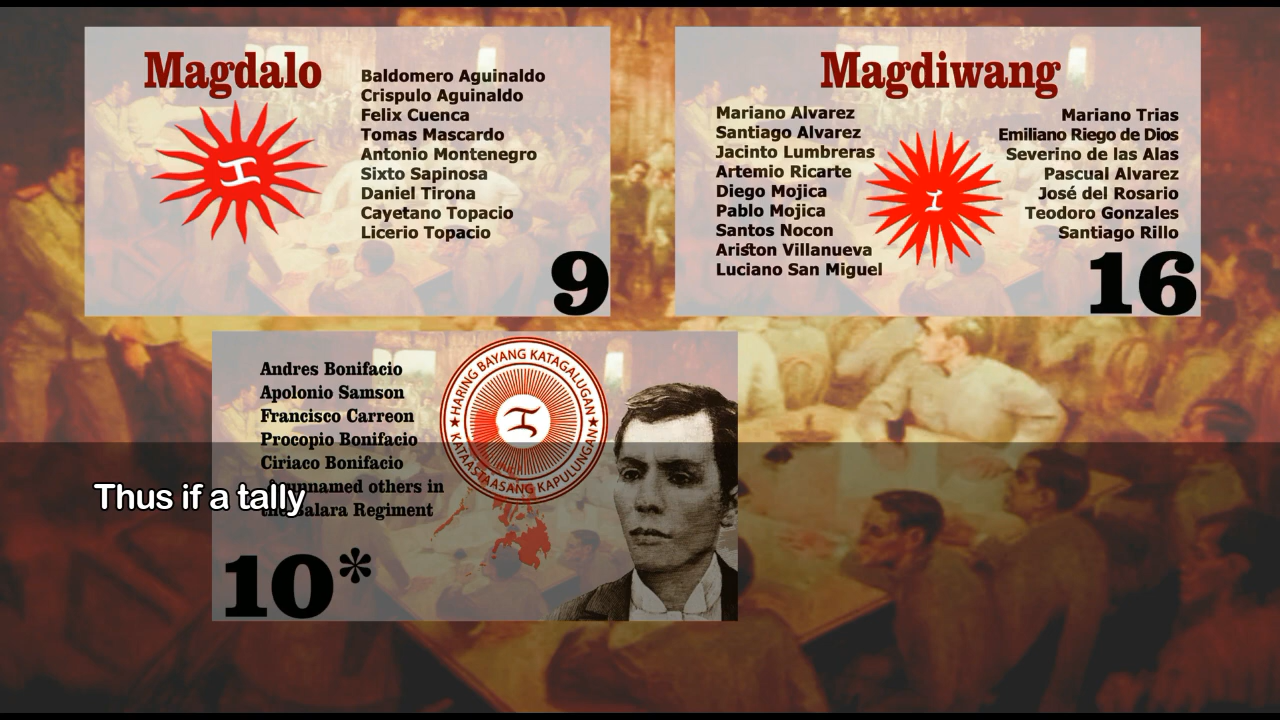 Magdalo
Baldomero Aguinaldo
Crispulo Aguinaldo
Felix Cuenca
Tomas Mascardo
Antonio Montenegro
Sixto Sapinosa
Daniel Tirona
Cayetano Topacio
Licerio Topacio
9
Magdiwang
Mariano Alvarez
Santiago Alvarez
Jacinto Lumbreras
Artemio Ricarte
Diego Mojica
Pablo Mojica
Santos Nocon
Ariston Villanueva
Luciano San Miguel
Mariano Trias
Emiliano Riego de Dios
Severino de las Alas
Pascual Alvarez
José del Rosario
Teodoro Gonzales
Santiago Rillo
16
Andres Bonifacio
Apolonio Samson
Francisco Carreon
Procopio Bonifacio
Ciriaco Bonifacio
unnamed others in
the Balara Regiment
10*
HARING BAYANG KATAGALUGAN
KATAASTAASANG KAPULUNGAN
Thus if a tally